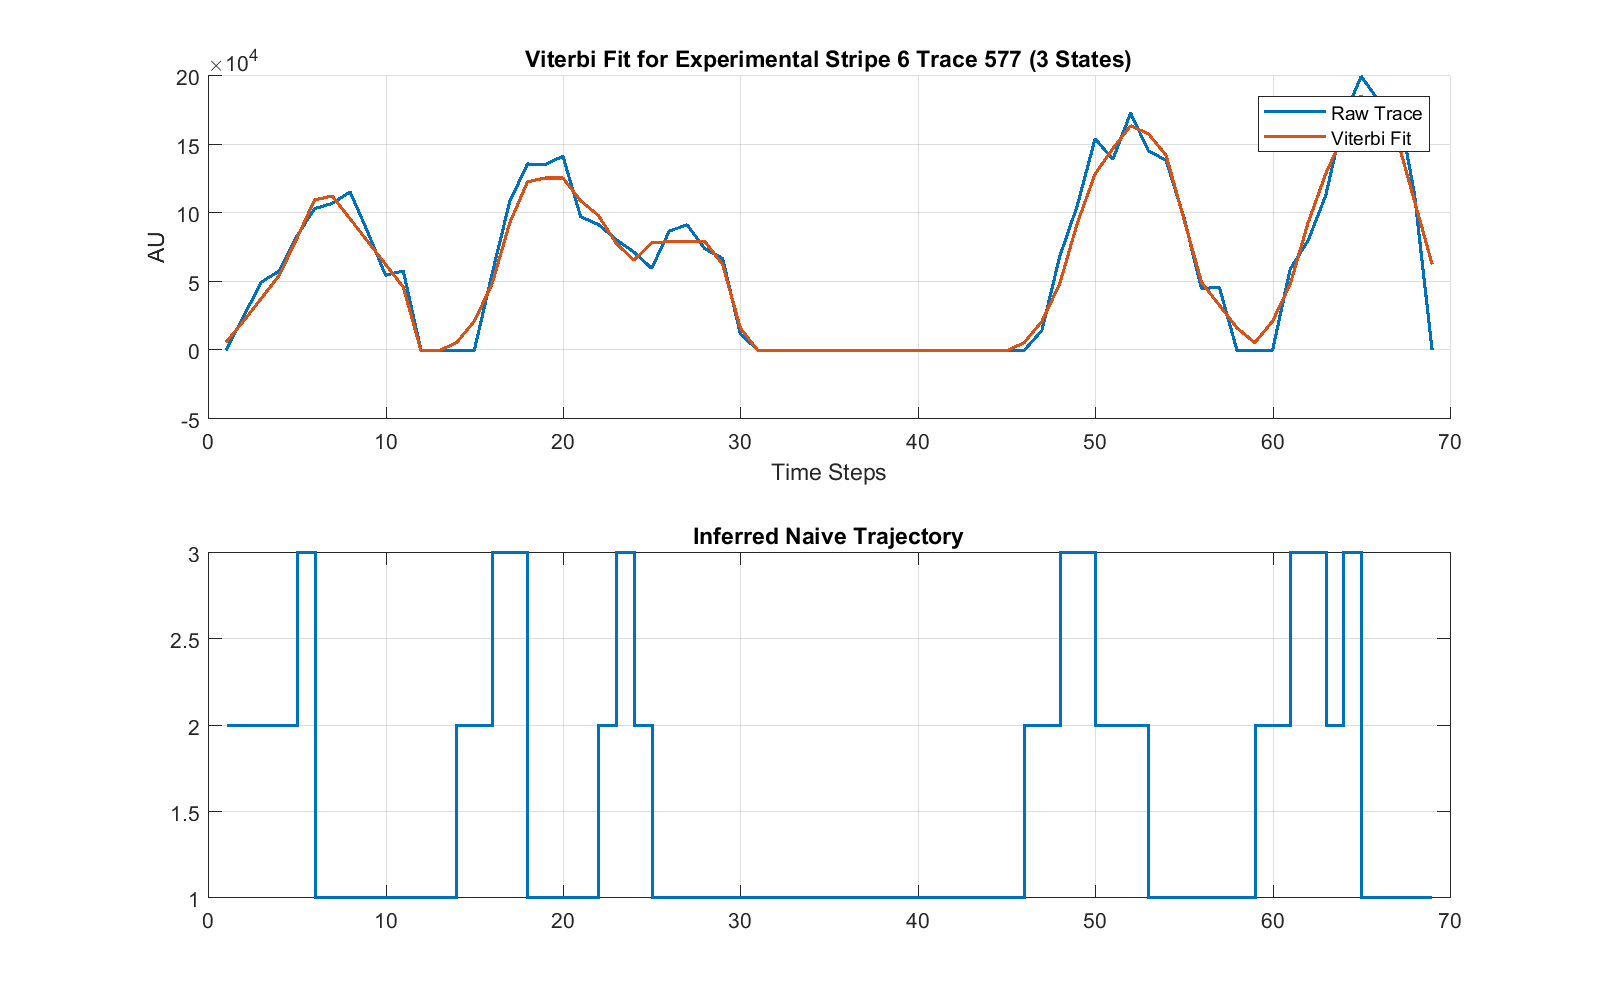 Viterbi Fit for Experimental Stripe 6 Trace 577 (3 States)
×10^4
20
15
10
5
0
-5
AU
Raw Trace
Viterbi Fit
0 10 20 30 40 50 60 70
Time Steps
Inferred Naive Trajectory
3
2.5
2
1.5
1
0 10 20 30 40 50 60 70